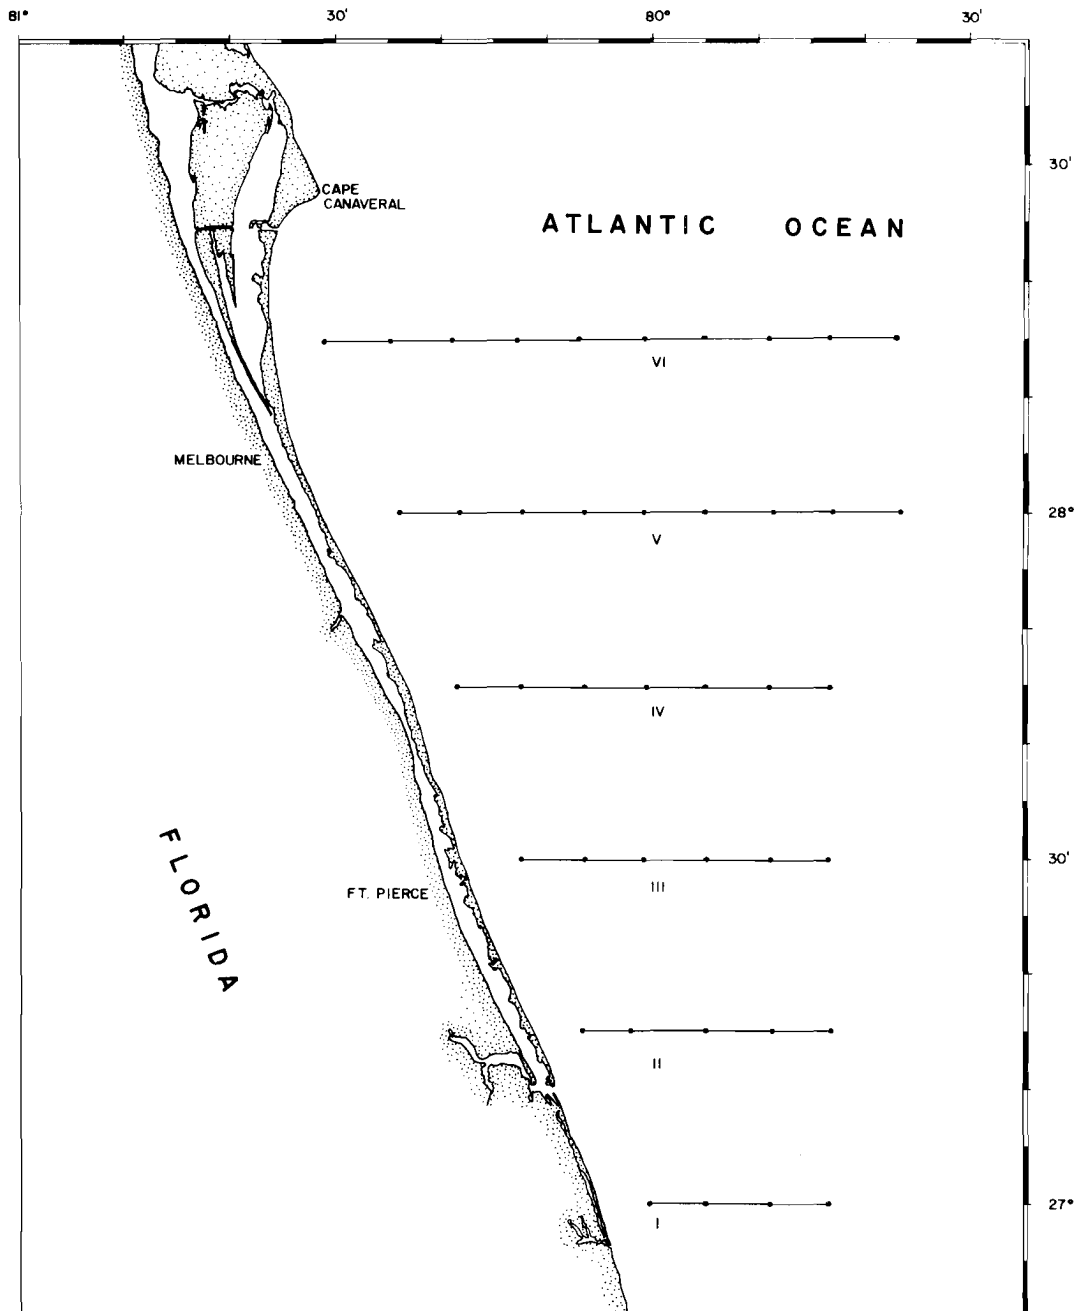 81° 30' 80° 30'
30'
CAPE
CANAVERAL
ATLANTIC OCEAN
VI
MELBOURNE
28°
V
IV
FLORIDA
30'
III
FT. PIERCE
II
27°
I